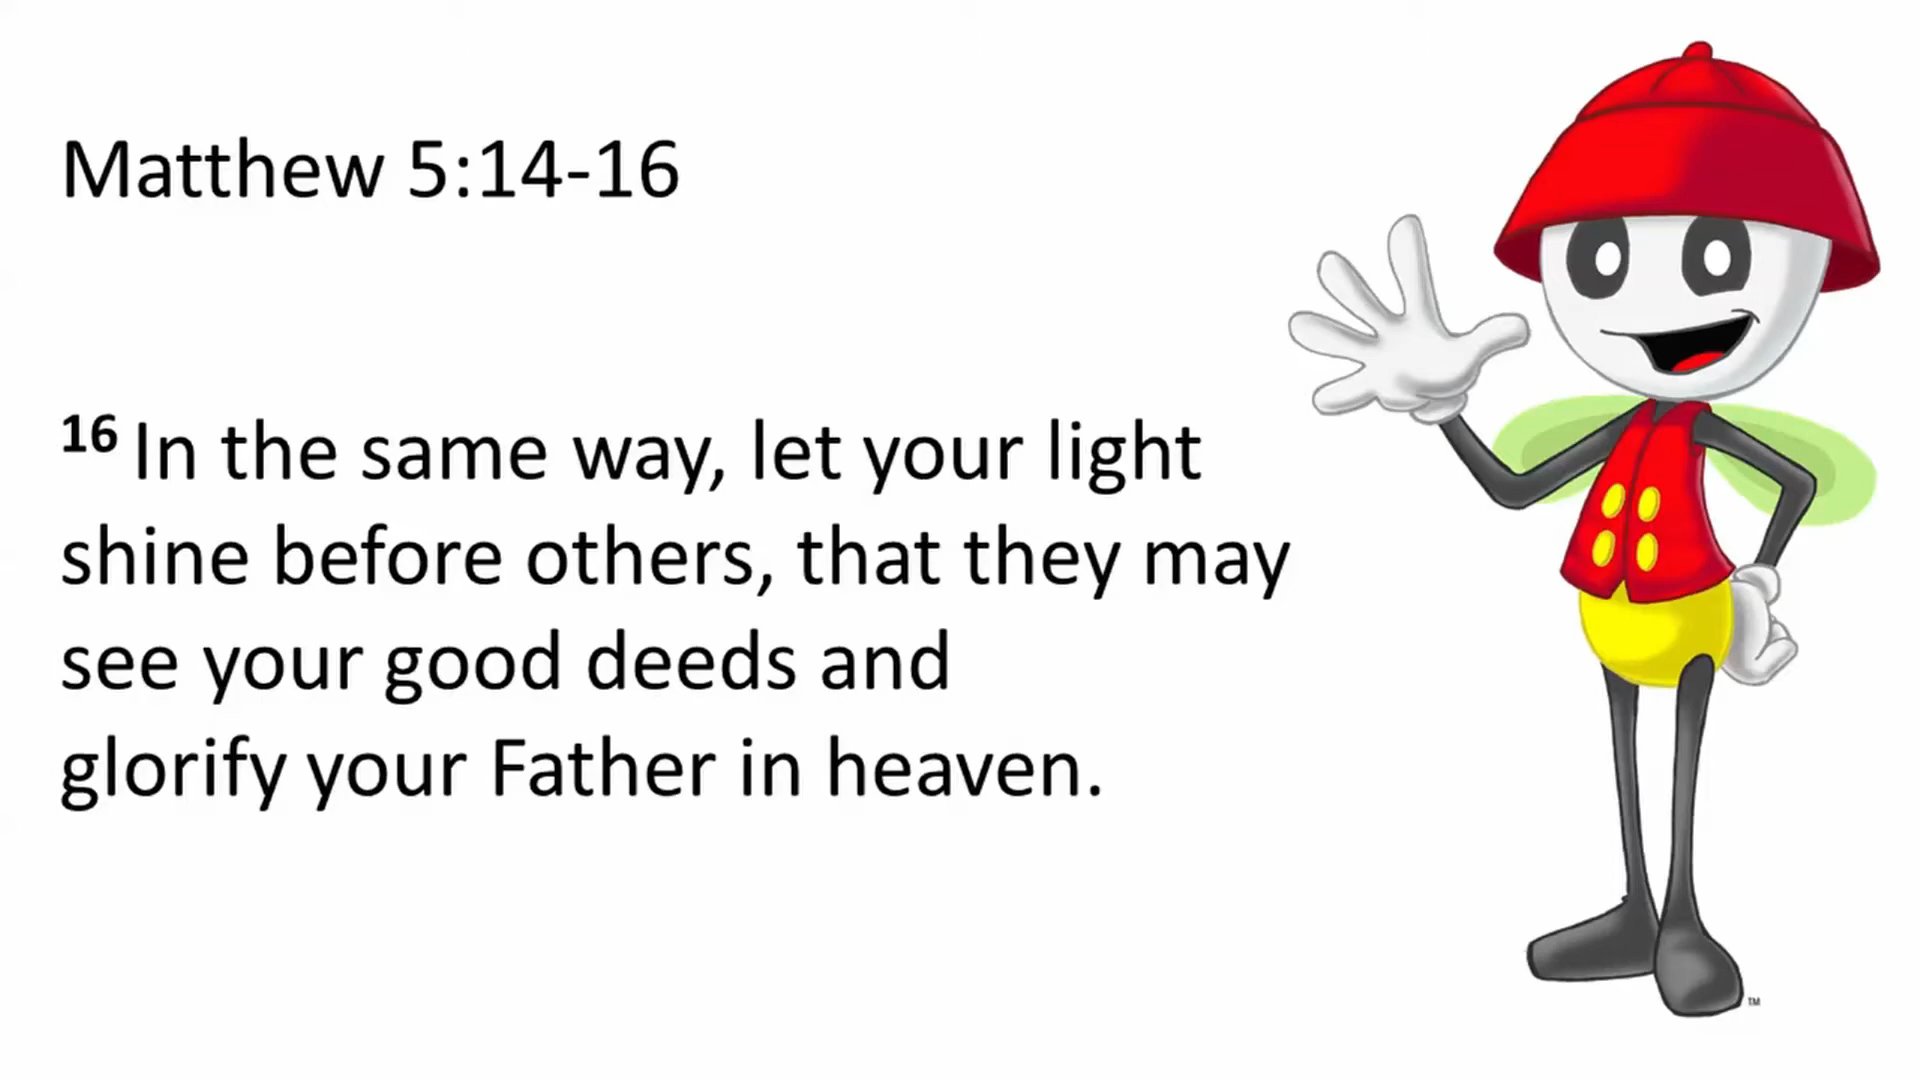 Matthew 5:14-16
16 In the same way, let your light
shine before others, that they may
see your good deeds and
glorify your Father in heaven.
TM